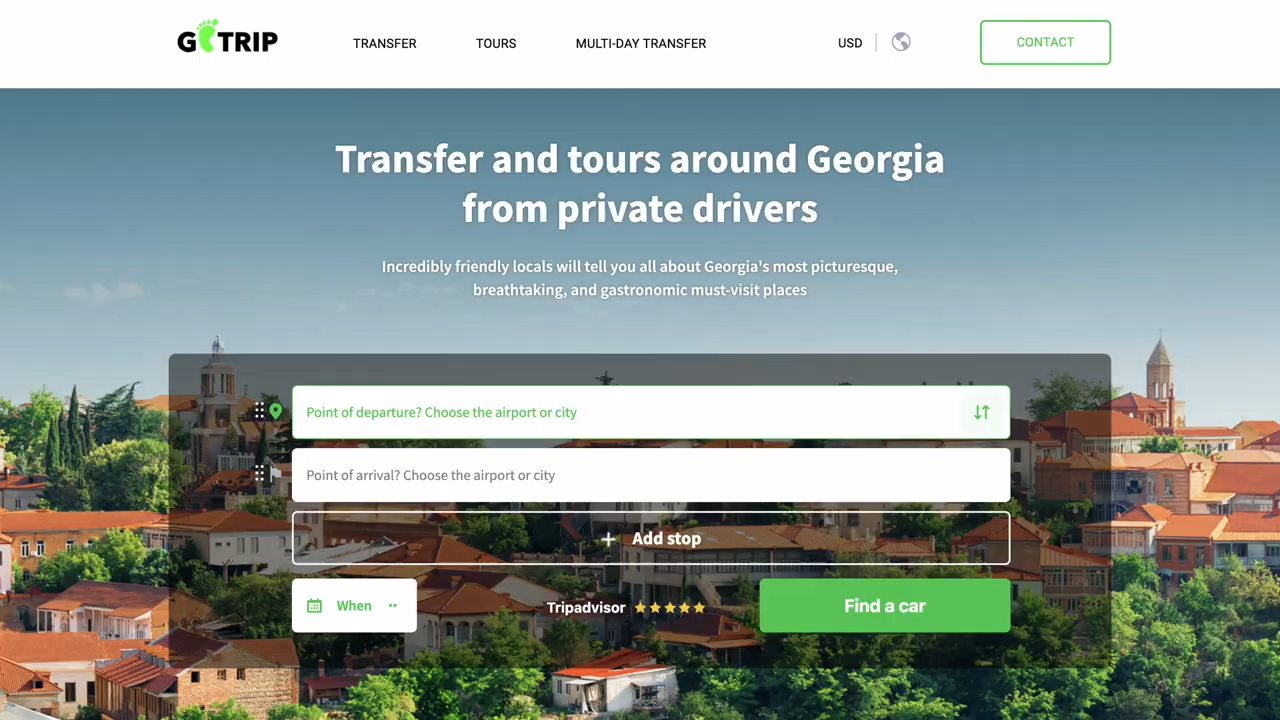 GOTRIP
TRANSFER
TOURS
MULTI-DAY TRANSFER
USD
CONTACT
Transfer and tours around Georgia
from private drivers
Incredibly friendly locals will tell you all about Georgia's most picturesque,
breathtaking, and gastronomic must-visit places
Point of departure? Choose the airport or city
Point of arrival? Choose the airport or city
+ Add stop
When
Tripadvisor
Find a car